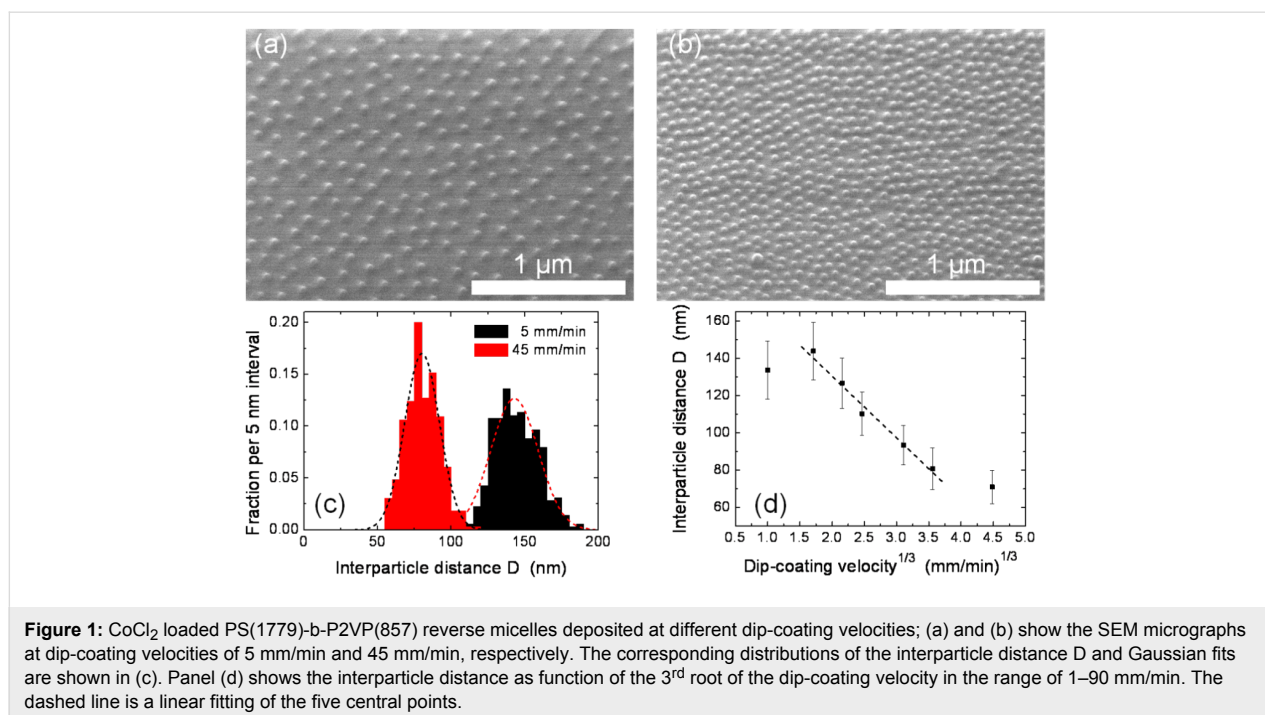 (a)
(b)
1 µm
1 µm
0.20
0.15
0.10
0.05
0.00
Fraction per 5 nm interval
5 mm/min
45 mm/min
(c)
0 50 100 150 200
Interparticle distance D (nm)
160
140
120
100
80
60
Interparticle distance D (nm)
(d)
0.5 1.0 1.5 2.0 2.5 3.0 3.5 4.0 4.5 5.0
Dip-coating velocity^1/3 (mm/min)^1/3
Figure 1: CoCl₂ loaded PS(1779)-b-P2VP(857) reverse micelles deposited at different dip-coating velocities; (a) and (b) show the SEM micrographs
at dip-coating velocities of 5 mm/min and 45 mm/min, respectively. The corresponding distributions of the interparticle distance D and Gaussian fits
are shown in (c). Panel (d) shows the interparticle distance as function of the 3rd root of the dip-coating velocity in the range of 1–90 mm/min. The
dashed line is a linear fitting of the five central points.